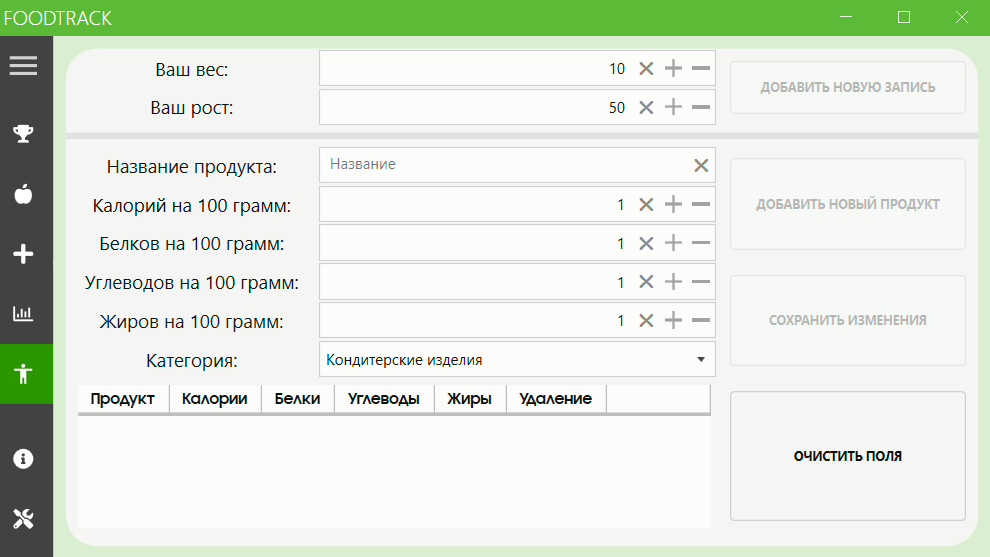 FOODTRACK
Ваш вес:
10
ДОБАВИТЬ НОВУЮ ЗАПИСЬ
Ваш рост:
50
Название продукта:
Название
Калорий на 100 грамм:
1
ДОБАВИТЬ НОВЫЙ ПРОДУКТ
Белков на 100 грамм:
1
Углеводов на 100 грамм:
1
Жиров на 100 грамм:
1
СОХРАНИТЬ ИЗМЕНЕНИЯ
Категория:
Кондитерские изделия
Продукт Калории Белки Углеводы Жиры Удаление
ОЧИСТИТЬ ПОЛЯ